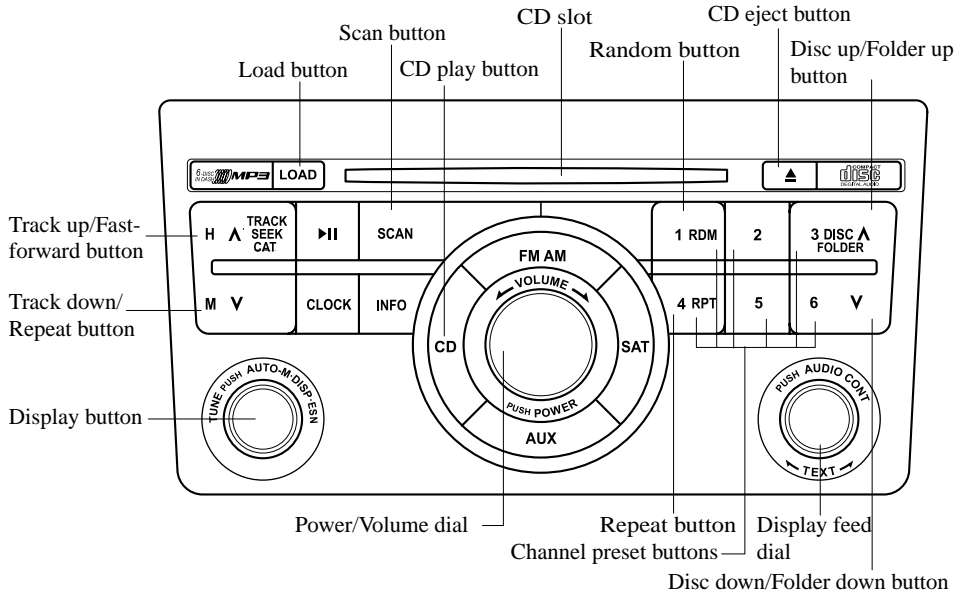 CD slot
CD eject button
Scan button
Random button
Disc up/Folder up
button
Load button
CD play button
6-DISC
IN DASH
MP3
LOAD
COMPACT
disc
DIGITAL AUDIO
Track up/Fast-
forward button
H
TRACK
SEEK
CAT
SCAN
1 RDM
2
3 DISC
FOLDER
FM AM
VOLUME
Track down/
Repeat button
M
CLOCK
INFO
4 RPT
5
6
CD
SAT
PUSH POWER
AUX
TUNE PUSH AUTO-M·DISP·ESN
PUSH AUDIO CONT
TEXT
Display button
Power/Volume dial
Repeat button
Display feed
dial
Channel preset buttons
Disc down/Folder down button